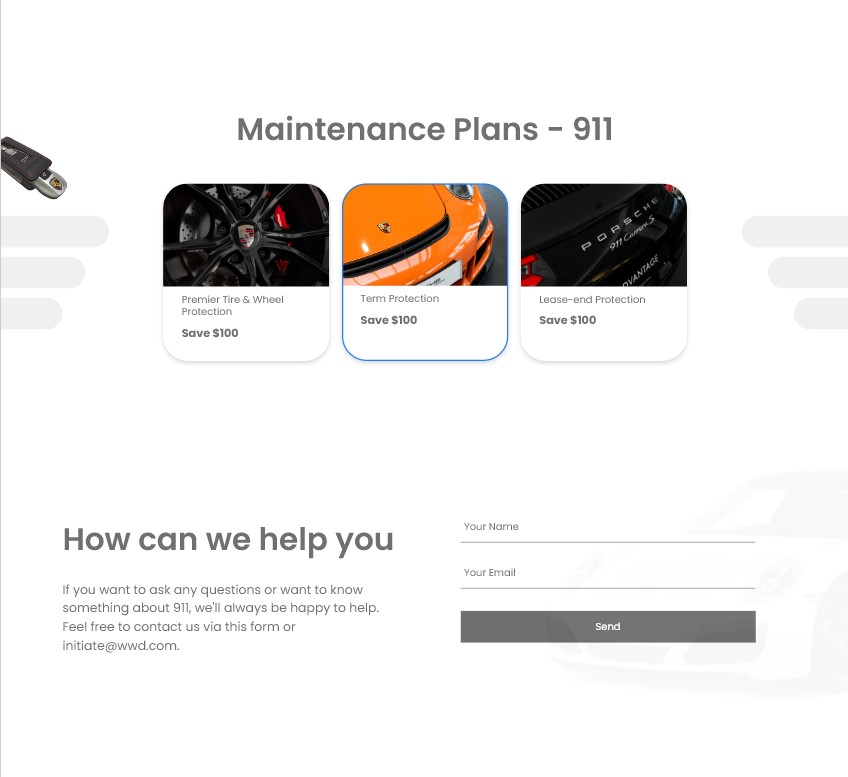 Maintenance Plans - 911
PORSCHE
911 Carrera S
ADVANTAGE
Premier Tire & Wheel
Protection
Save $100
Term Protection
Save $100
Lease-end Protection
Save $100
How can we help you
If you want to ask any questions or want to know
something about 911, we'll always be happy to help.
Feel free to contact us via this form or
initiate@wwd.com.
Your Name
Your Email
Send